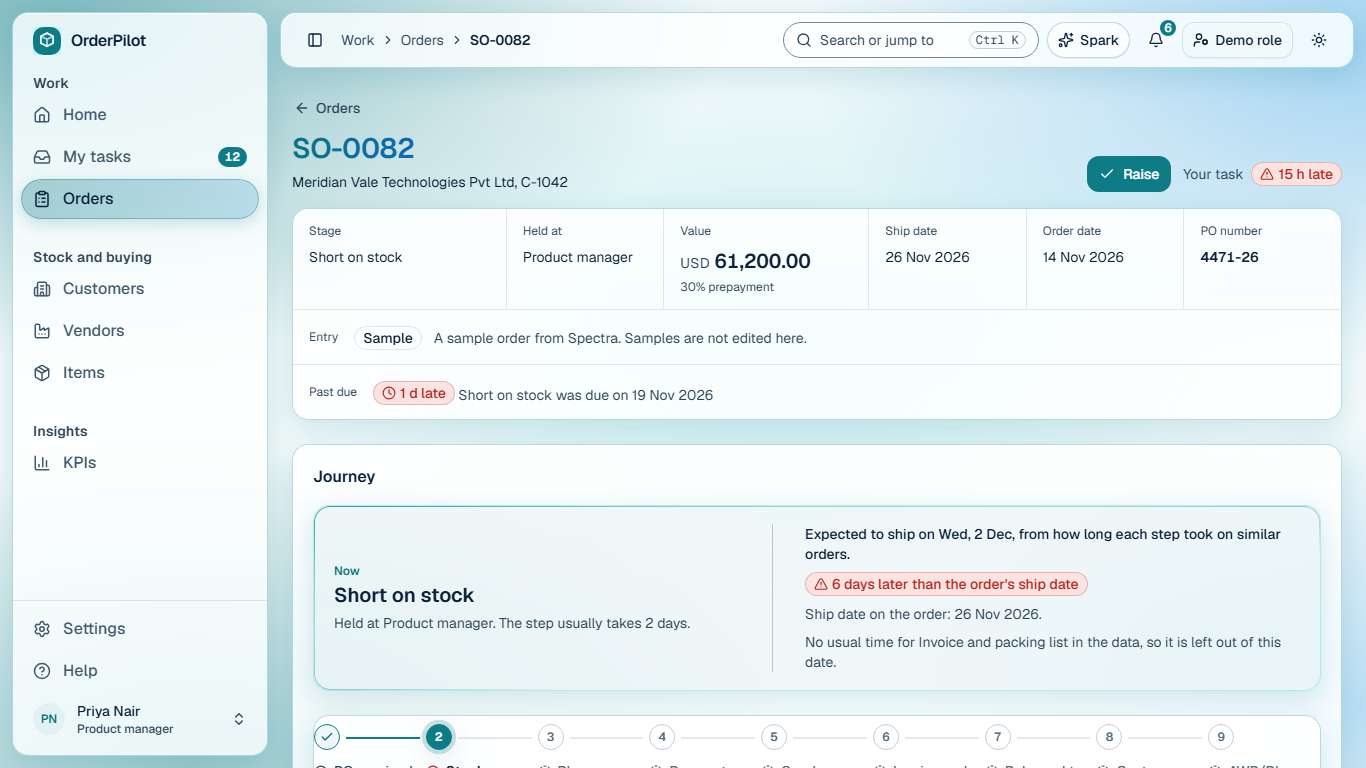 OrderPilot
Work
Home
My tasks
12
Orders
Stock and buying
Customers
Vendors
Items
Insights
KPIs
Settings
Help
PN
Priya Nair
Product manager
Work
Orders
SO-0082
Search or jump to
Ctrl K
Spark
6
Demo role
Orders
SO-0082
Meridian Vale Technologies Pvt Ltd, C-1042
Raise
Your task
15 h late
Stage
Short on stock
Held at
Product manager
Value
USD 61,200.00
30% prepayment
Ship date
26 Nov 2026
Order date
14 Nov 2026
PO number
4471-26
Entry
Sample
A sample order from Spectra. Samples are not edited here.
Past due
1 d late
Short on stock was due on 19 Nov 2026
Journey
Now
Short on stock
Held at Product manager. The step usually takes 2 days.
Expected to ship on Wed, 2 Dec, from how long each step took on similar
orders.
6 days later than the order's ship date
Ship date on the order: 26 Nov 2026.
No usual time for Invoice and packing list in the data, so it is left out of this
date.
2
3
4
5
6
7
8
9